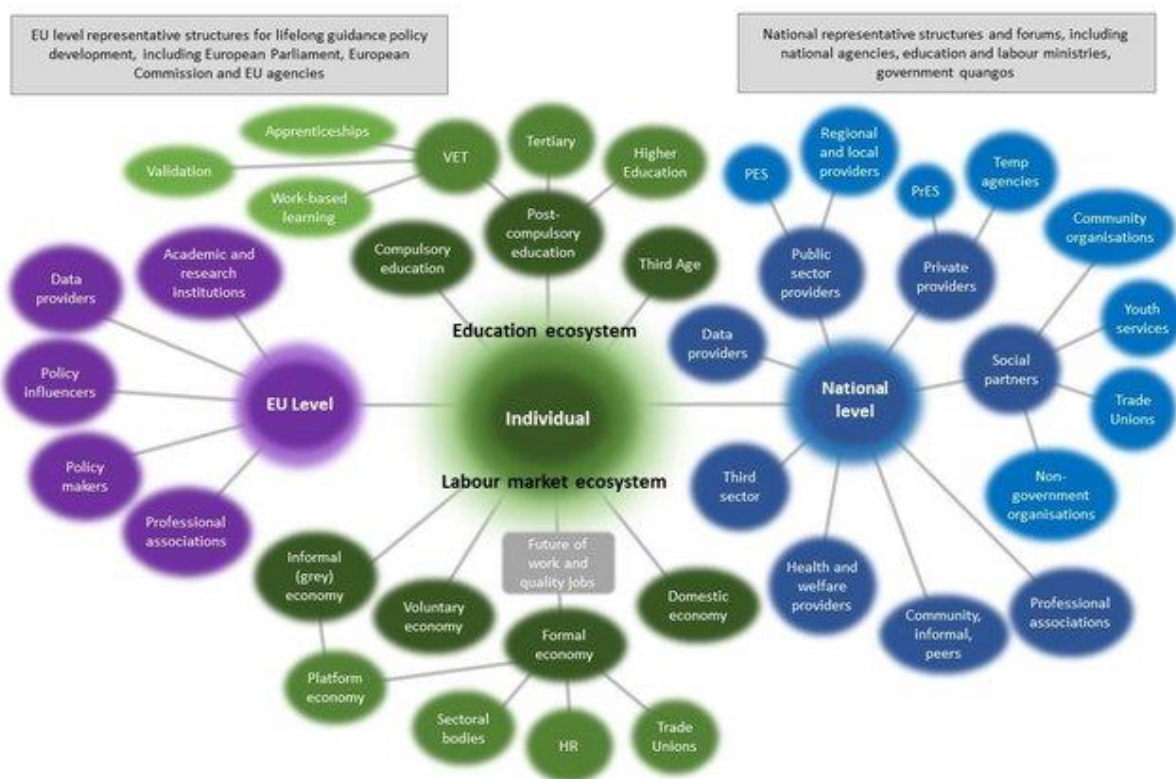 EU level representative structures for lifelong guidance policy
development, including European Parliament, European
Commission and EU agencies
National representative structures and forums, including
national agencies, education and labour ministries,
government quangos
Apprenticeships
Validation
Work-based
learning
VET
Tertiary
Higher
Education
Post-
compulsory
education
Compulsory
education
Third Age
Education ecosystem
Individual
Labour market ecosystem
Academic and
research
institutions
Data
providers
Policy
influencers
Policy
makers
Professional
associations
EU Level
Future of
work and
quality jobs
Informal
(grey)
economy
Voluntary
economy
Formal
economy
Domestic
economy
Platform
economy
Sectoral
bodies
HR
Trade
Unions
National
level
PES
Regional
and local
providers
Public
sector
providers
PrES
Temp
agencies
Private
providers
Community
organisations
Youth
services
Social
partners
Trade
Unions
Non-
government
organisations
Data
providers
Third
sector
Health and
welfare
providers
Community,
informal,
peers
Professional
associations